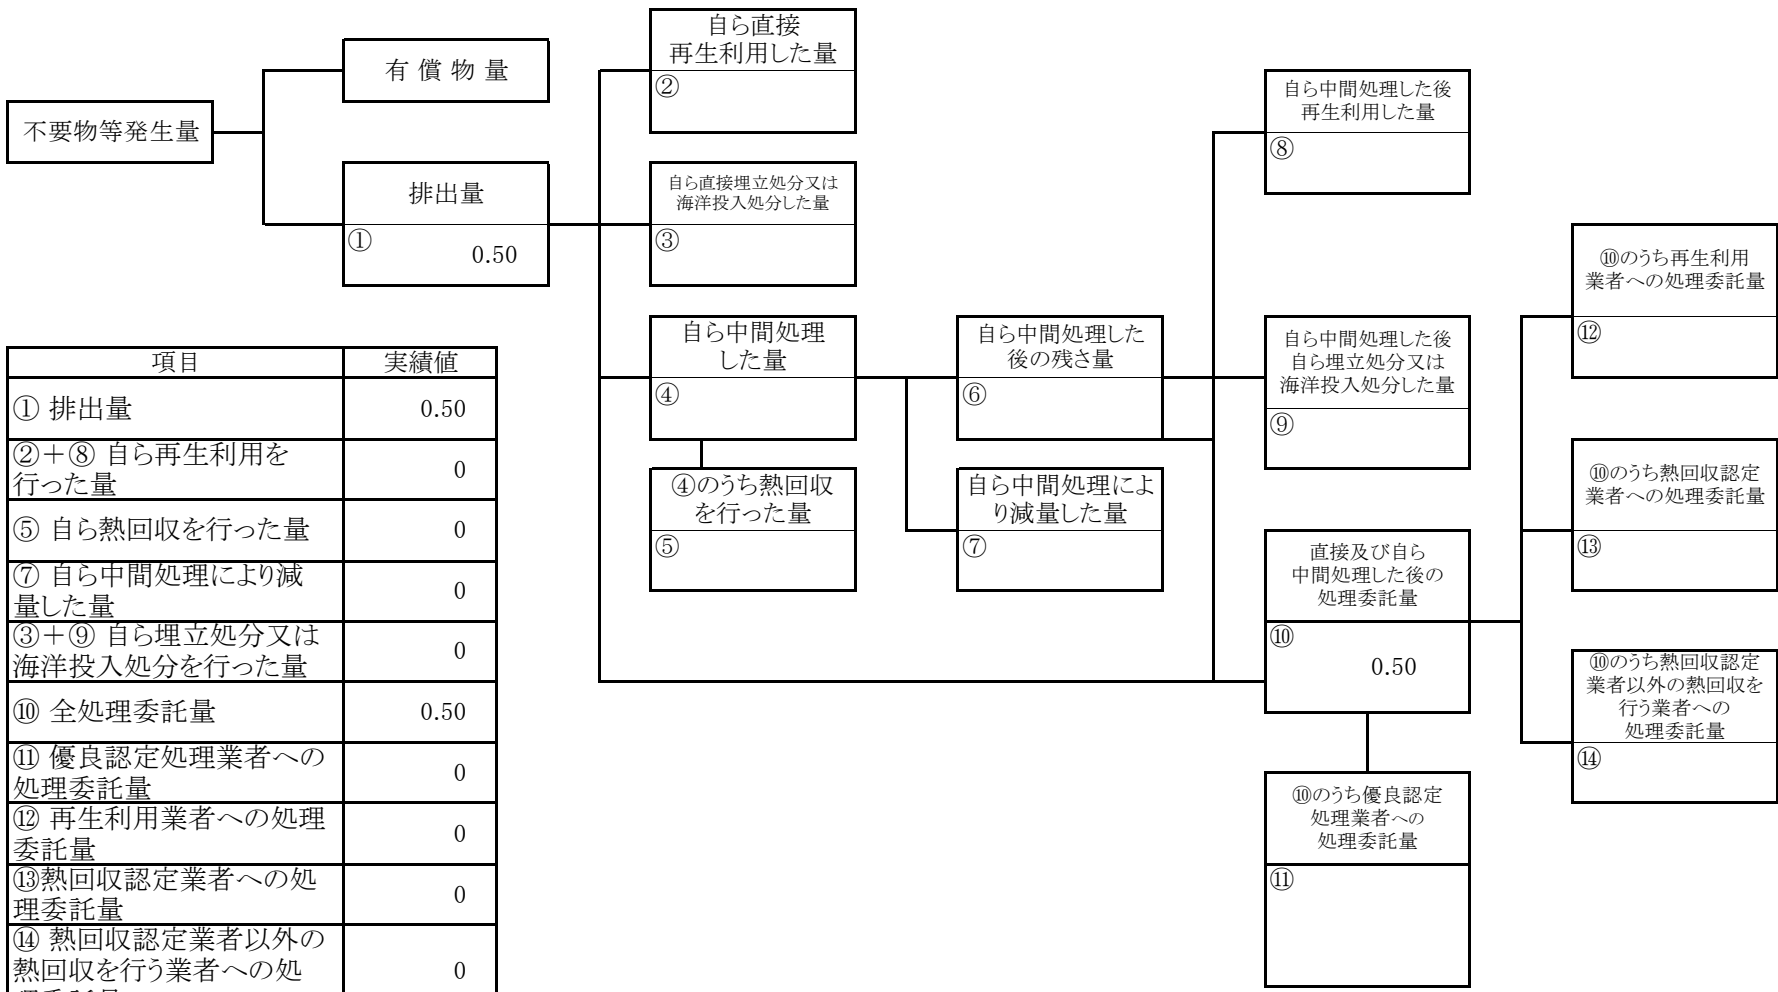 不要物等発生量
有 償 物 量
排出量
①
0.50
自ら直接
再生利用した量
②
自ら直接埋立処分又は
海洋投入処分した量
③
自ら中間処理
した量
④
④のうち熱回収
を行った量
⑤
自ら中間処理した
後の残さ量
⑥
自ら中間処理によ
り減量した量
⑦
自ら中間処理した後
再生利用した量
⑧
自ら中間処理した後
自ら埋立処分又は
海洋投入処分した量
⑨
直接及び自ら
中間処理した後の
処理委託量
⑩
0.50
⑩のうち優良認定
処理業者への
処理委託量
⑪
⑩のうち再生利用
業者への処理委託量
⑫
⑩のうち熱回収認定
業者への処理委託量
⑬
⑩のうち熱回収認定
業者以外の熱回収を
行う業者への
処理委託量
⑭
項目 実績値
① 排出量 0.50
②＋⑧ 自ら再生利用を
行った量 0
⑤ 自ら熱回収を行った量 0
⑦ 自ら中間処理により減
量した量 0
③＋⑨ 自ら埋立処分又は
海洋投入処分を行った量 0
⑩ 全処理委託量 0.50
⑪ 優良認定処理業者への
処理委託量 0
⑫ 再生利用業者への処理
委託量 0
⑬熱回収認定業者への処
理委託量 0
⑭ 熱回収認定業者以外の
熱回収を行う業者への処 0